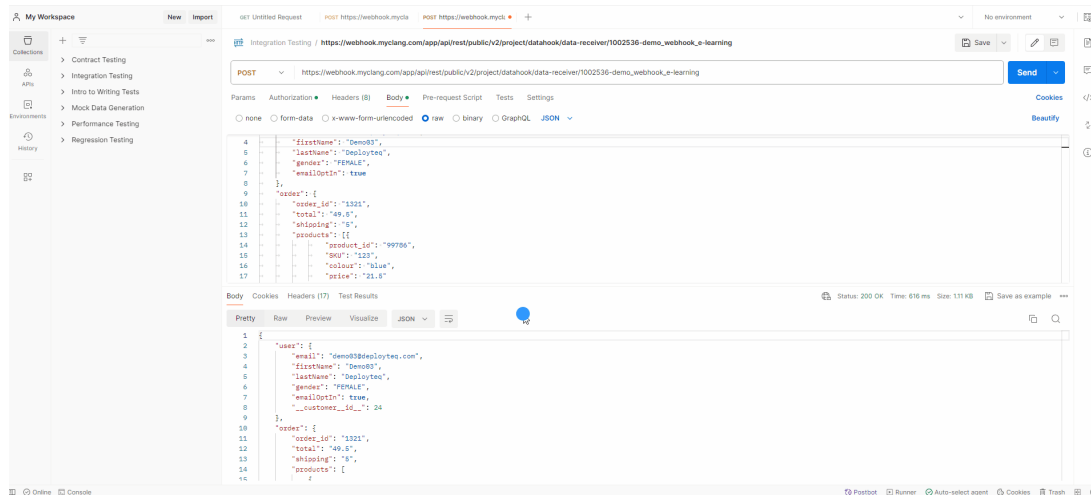 My Workspace New Import GET Untitled Request POST https://webhook.mycla POST https://webhook.mycl No environment
Collections
APIs
Environments
History
Contract Testing
Integration Testing
Intro to Writing Tests
Mock Data Generation
Performance Testing
Regression Testing
HTTP Integration Testing / https://webhook.myclang.com/app/api/rest/public/v2/project/datahook/data-receiver/1002536-demo_webhook_e-learning Save
POST https://webhook.myclang.com/app/api/rest/public/v2/project/datahook/data-receiver/1002536-demo_webhook_e-learning Send
Params Authorization Headers (8) Body Pre-request Script Tests Settings Cookies
none form-data x-www-form-urlencoded raw binary GraphQL JSON Beautify
4 "firstName": "Demo83",
5 "lastName": "Deployteq",
6 "gender": "FEMALE",
7 "emailOptIn": true
8 },
9 "order": {
10 "order_id": "1321",
11 "total": "49.5",
12 "shipping": "5",
13 "products": [{
14 "product_id": "99786",
15 "SKU": "123",
16 "colour": "blue",
17 "price": "21.5"
Body Cookies Headers (17) Test Results Status: 200 OK Time: 616 ms Size: 1.11 KB Save as example
Pretty Raw Preview Visualize JSON
1 {
2 "user": {
3 "email": "demo83@deployteq.com",
4 "firstName": "Demo83",
5 "lastName": "Deployteq",
6 "gender": "FEMALE",
7 "emailOptIn": true,
8 "__customer__id__": 24
9 },
10 "order": {
11 "order_id": "1321",
12 "total": "49.5",
13 "shipping": "5",
14 "products": [
15 {
Online Console Postbot Runner Auto-select agent Cookies Trash